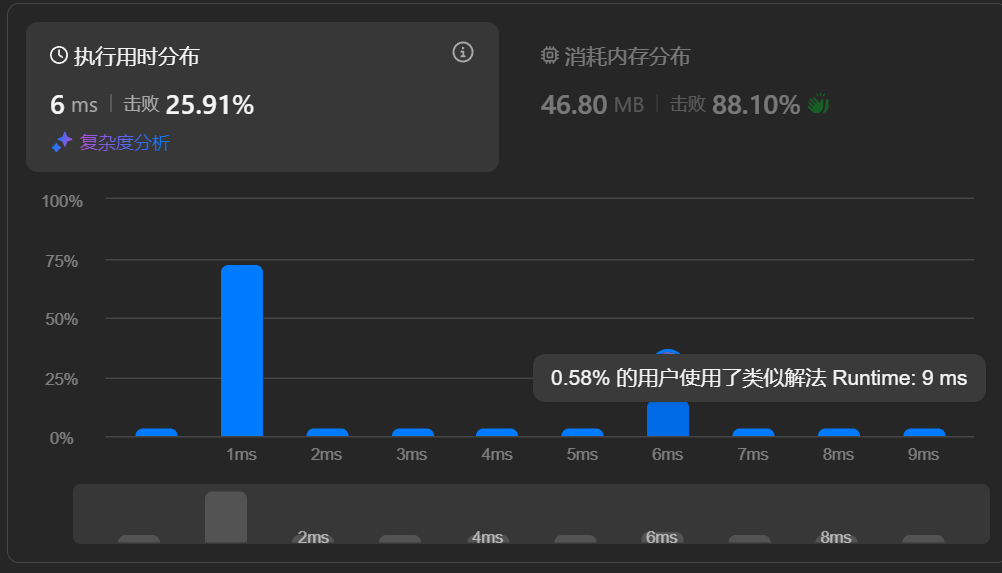 执行用时分布
6 ms | 击败 25.91%
复杂度分析
消耗内存分布
46.80 MB | 击败 88.10%
100%
75%
50%
25%
0%
0.58% 的用户使用了类似解法 Runtime: 9 ms
1ms 2ms 3ms 4ms 5ms 6ms 7ms 8ms 9ms
2ms 4ms 6ms 8ms